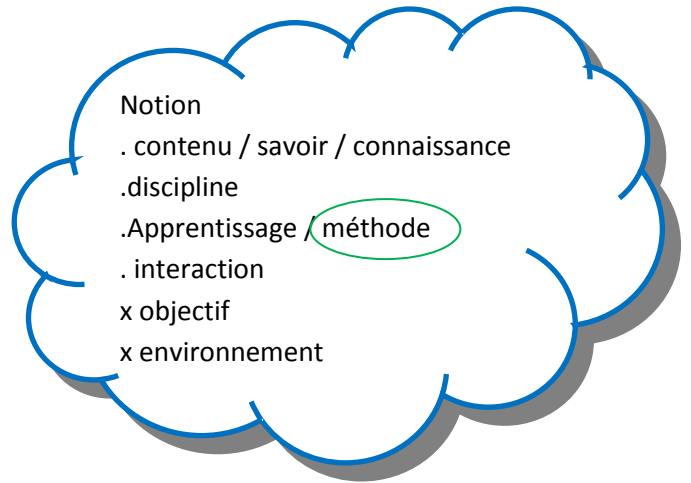 Notion
. contenu / savoir / connaissance
.discipline
.Apprentissage / méthode
. interaction
x objectif
x environnement